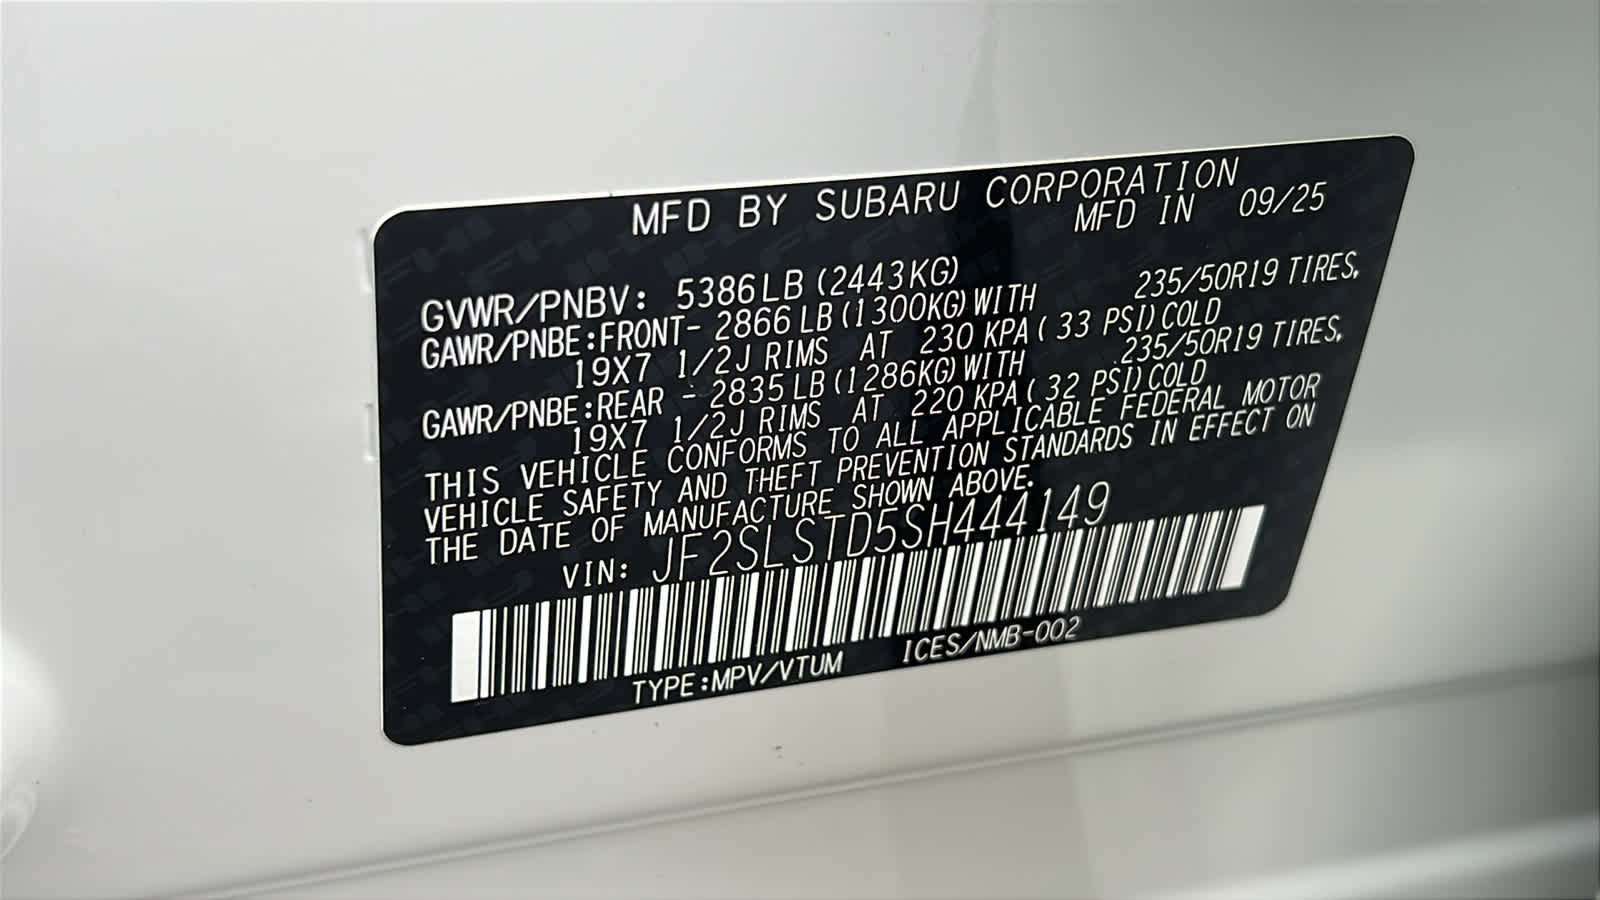 MFD BY SUBARU CORPORATION
MFD IN 09/25
GVWR/PNBV: 5386LB (2443KG)
GAWR/PNBE:FRONT- 2866 LB (1300KG) WITH 235/50R19 TIRES,
19X7 1/2J RIMS AT 230 KPA ( 33 PSI) COLD
GAWR/PNBE:REAR - 2835 LB (1286KG) WITH 235/50R19 TIRES,
19X7 1/2J RIMS AT 220 KPA ( 32 PSI) COLD
THIS VEHICLE CONFORMS TO ALL APPLICABLE FEDERAL MOTOR
VEHICLE SAFETY AND THEFT PREVENTION STANDARDS IN EFFECT ON
THE DATE OF MANUFACTURE SHOWN ABOVE.
VIN: JF2SLSTD5SH444149
TYPE:MPV/VTUM ICES/NMB-002